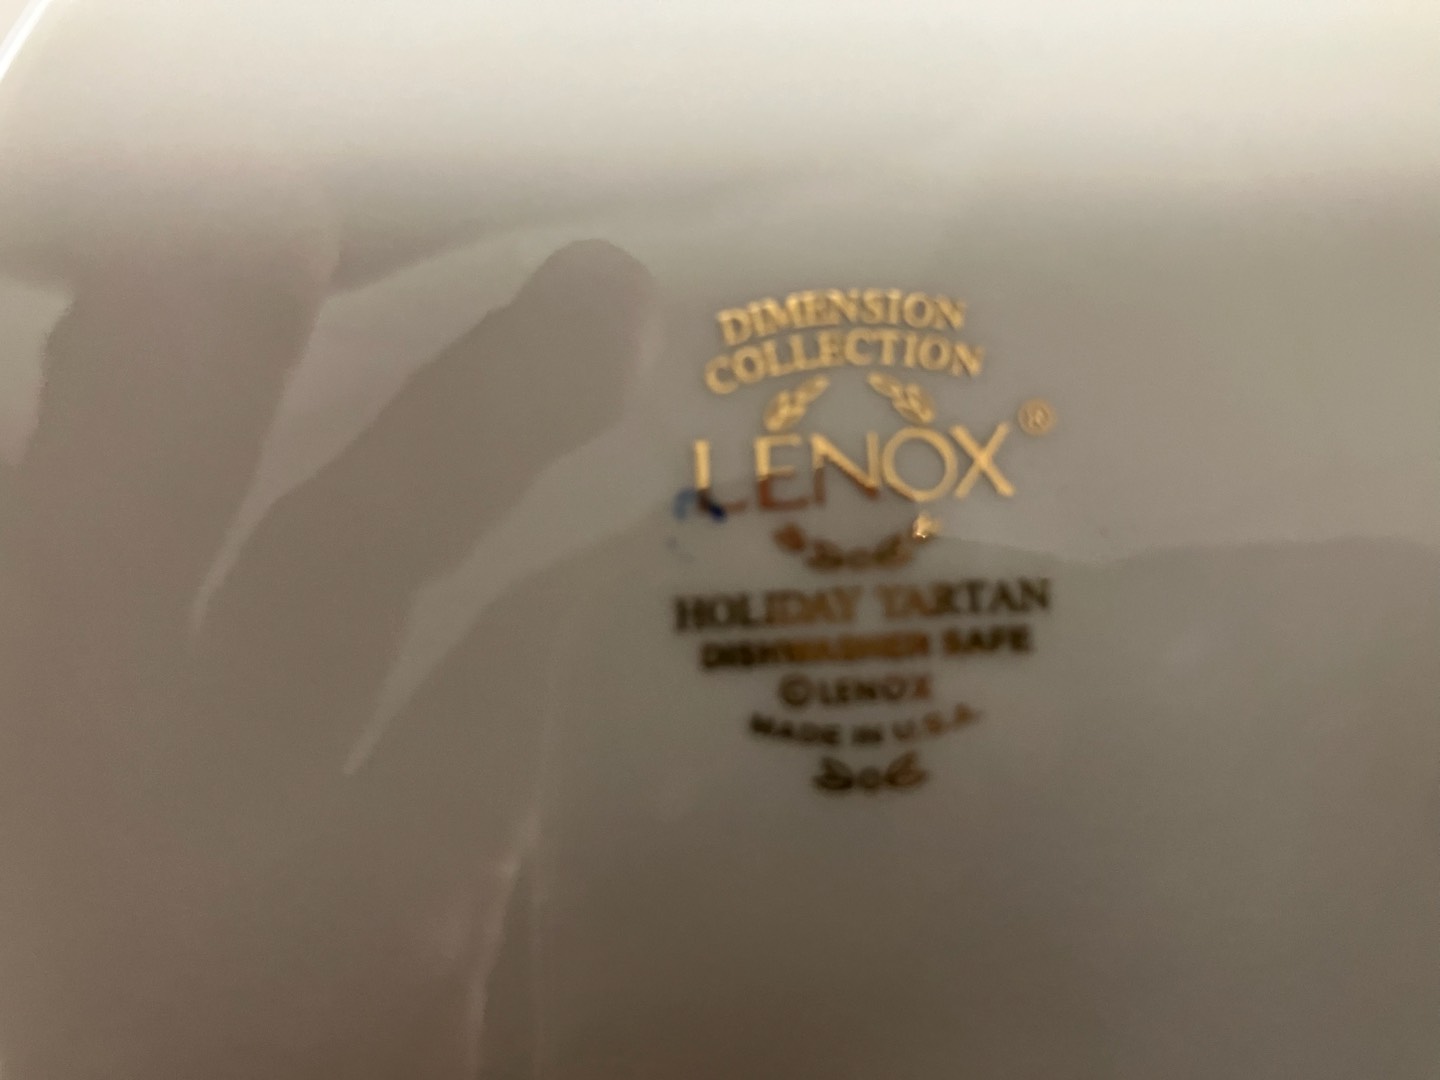 DIMENSION
COLLECTION
LENOX®
HOLIDAY TARTAN
DISHWASHER SAFE
©LENOX
MADE IN U.S.A.